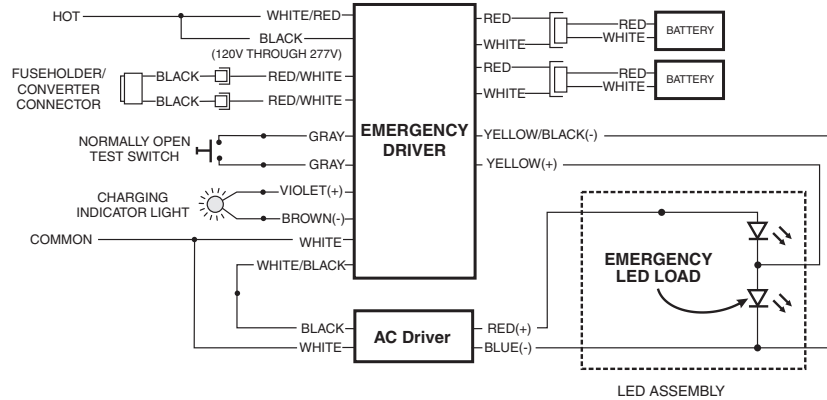 HOT
WHITE/RED
BLACK
(120V THROUGH 277V)
FUSEHOLDER/
CONVERTER
CONNECTOR
BLACK
RED/WHITE
BLACK
RED/WHITE
NORMALLY OPEN
TEST SWITCH
GRAY
GRAY
CHARGING
INDICATOR LIGHT
VIOLET(+)
BROWN(-)
COMMON
WHITE
WHITE/BLACK
EMERGENCY
DRIVER
RED
WHITE
RED
WHITE
BATTERY
RED
WHITE
RED
WHITE
BATTERY
YELLOW/BLACK(-)
YELLOW(+)
EMERGENCY
LED LOAD
BLACK
WHITE
AC Driver
RED(+)
BLUE(-)
LED ASSEMBLY